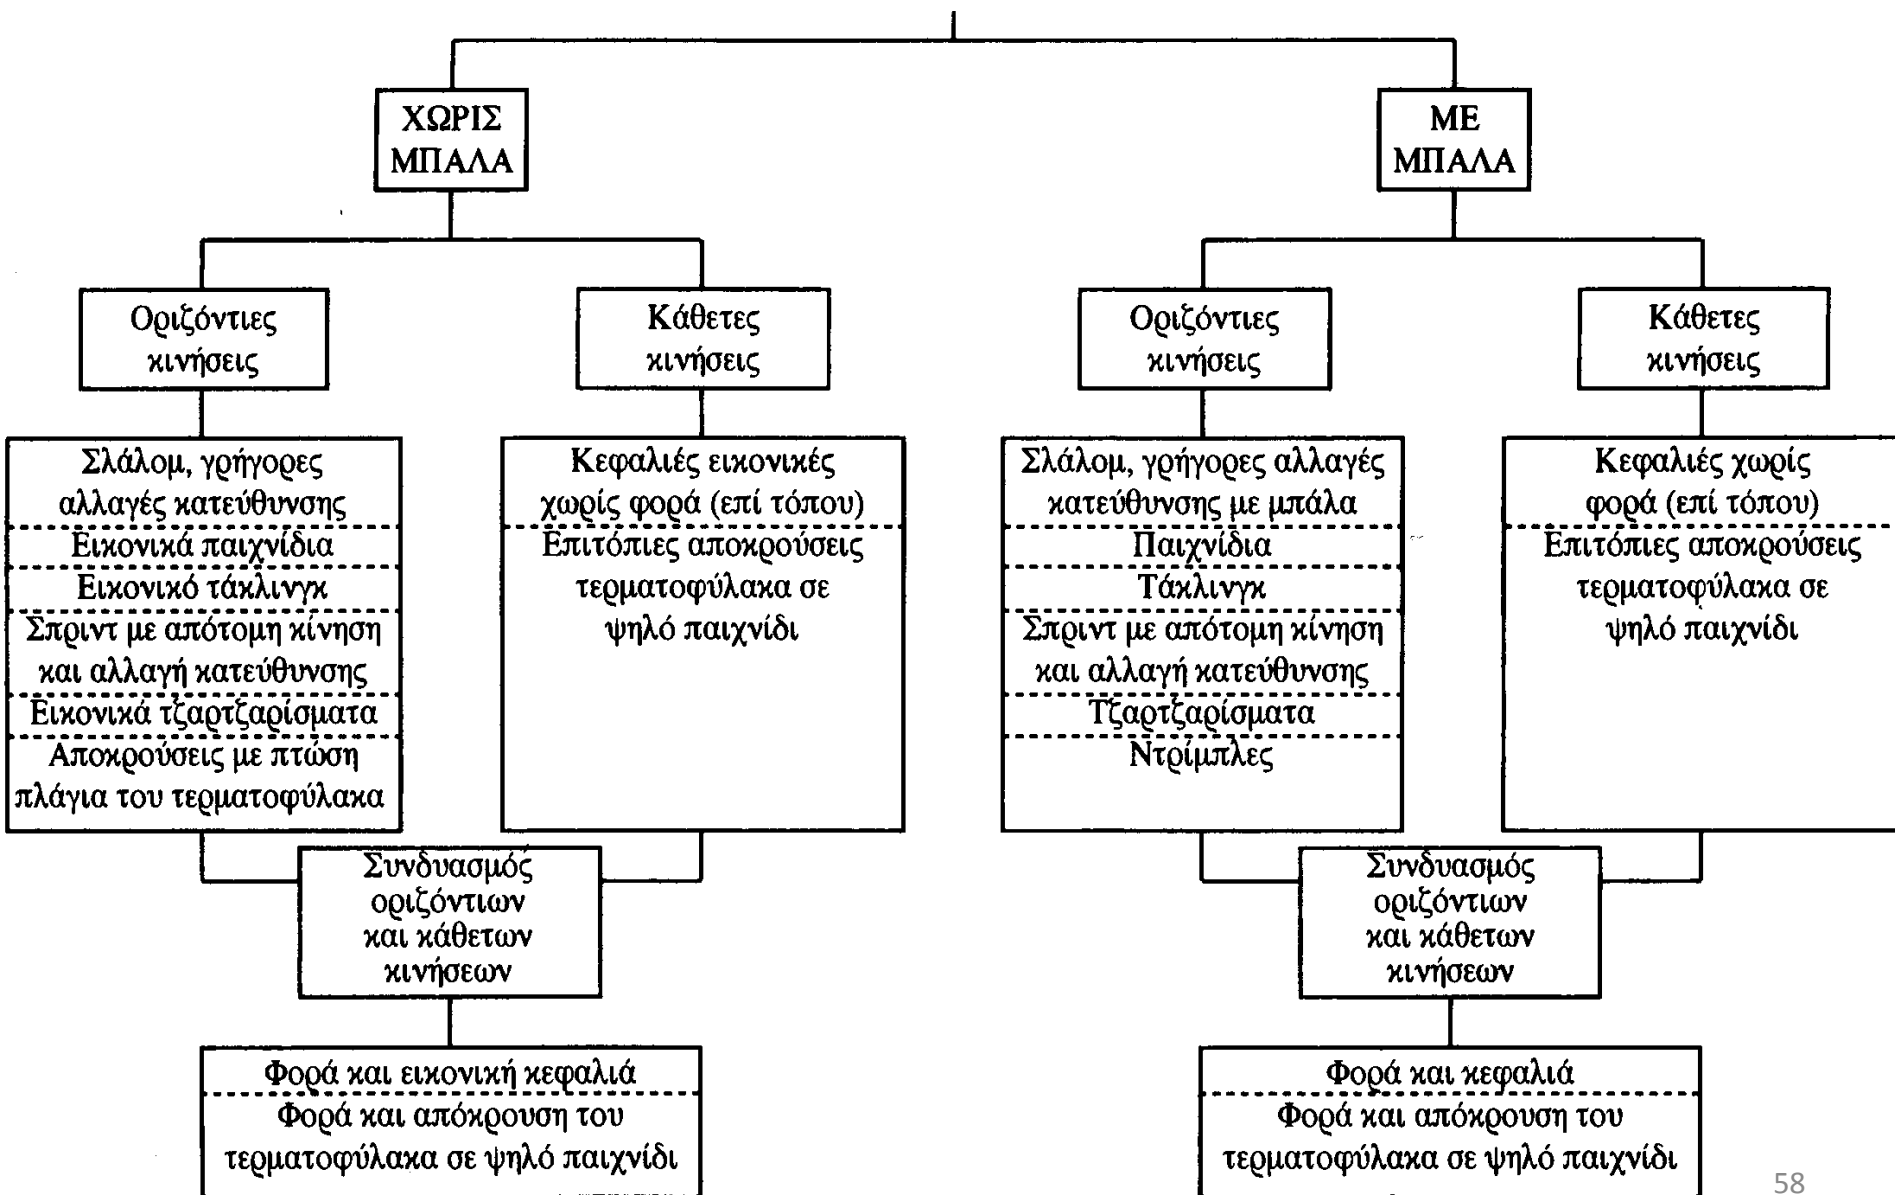 ΧΩΡΙΣ
ΜΠΑΛΑ
ΜΕ
ΜΠΑΛΑ
Οριζόντιες
κινήσεις
Κάθετες
κινήσεις
Οριζόντιες
κινήσεις
Κάθετες
κινήσεις
Σλάλομ, γρήγορες
αλλαγές κατεύθυνσης
Εικονικά παιχνίδια
Εικονικό τάκλινγκ
Σπριντ με απότομη κίνηση
και αλλαγή κατεύθυνσης
Εικονικά τζαρτζαρίσματα
Αποκρούσεις με πτώση
πλάγια του τερματοφύλακα
Κεφαλιές εικονικές
χωρίς φορά (επί τόπου)
Επιτόπιες αποκρούσεις
τερματοφύλακα σε
ψηλό παιχνίδι
Σλάλομ, γρήγορες αλλαγές
κατεύθυνσης με μπάλα
Παιχνίδια
Τάκλινγκ
Σπριντ με απότομη κίνηση
και αλλαγή κατεύθυνσης
Τζαρτζαρίσματα
Ντρίμπλες
Κεφαλιές χωρίς
φορά (επί τόπου)
Επιτόπιες αποκρούσεις
τερματοφύλακα σε
ψηλό παιχνίδι
Συνδυασμός
οριζόντιων
και κάθετων
κινήσεων
Συνδυασμός
οριζόντιων
και κάθετων
κινήσεων
Φορά και εικονική κεφαλιά
Φορά και απόκρουση του
τερματοφύλακα σε ψηλό παιχνίδι
Φορά και κεφαλιά
Φορά και απόκρουση του
τερματοφύλακα σε ψηλό παιχνίδι
58